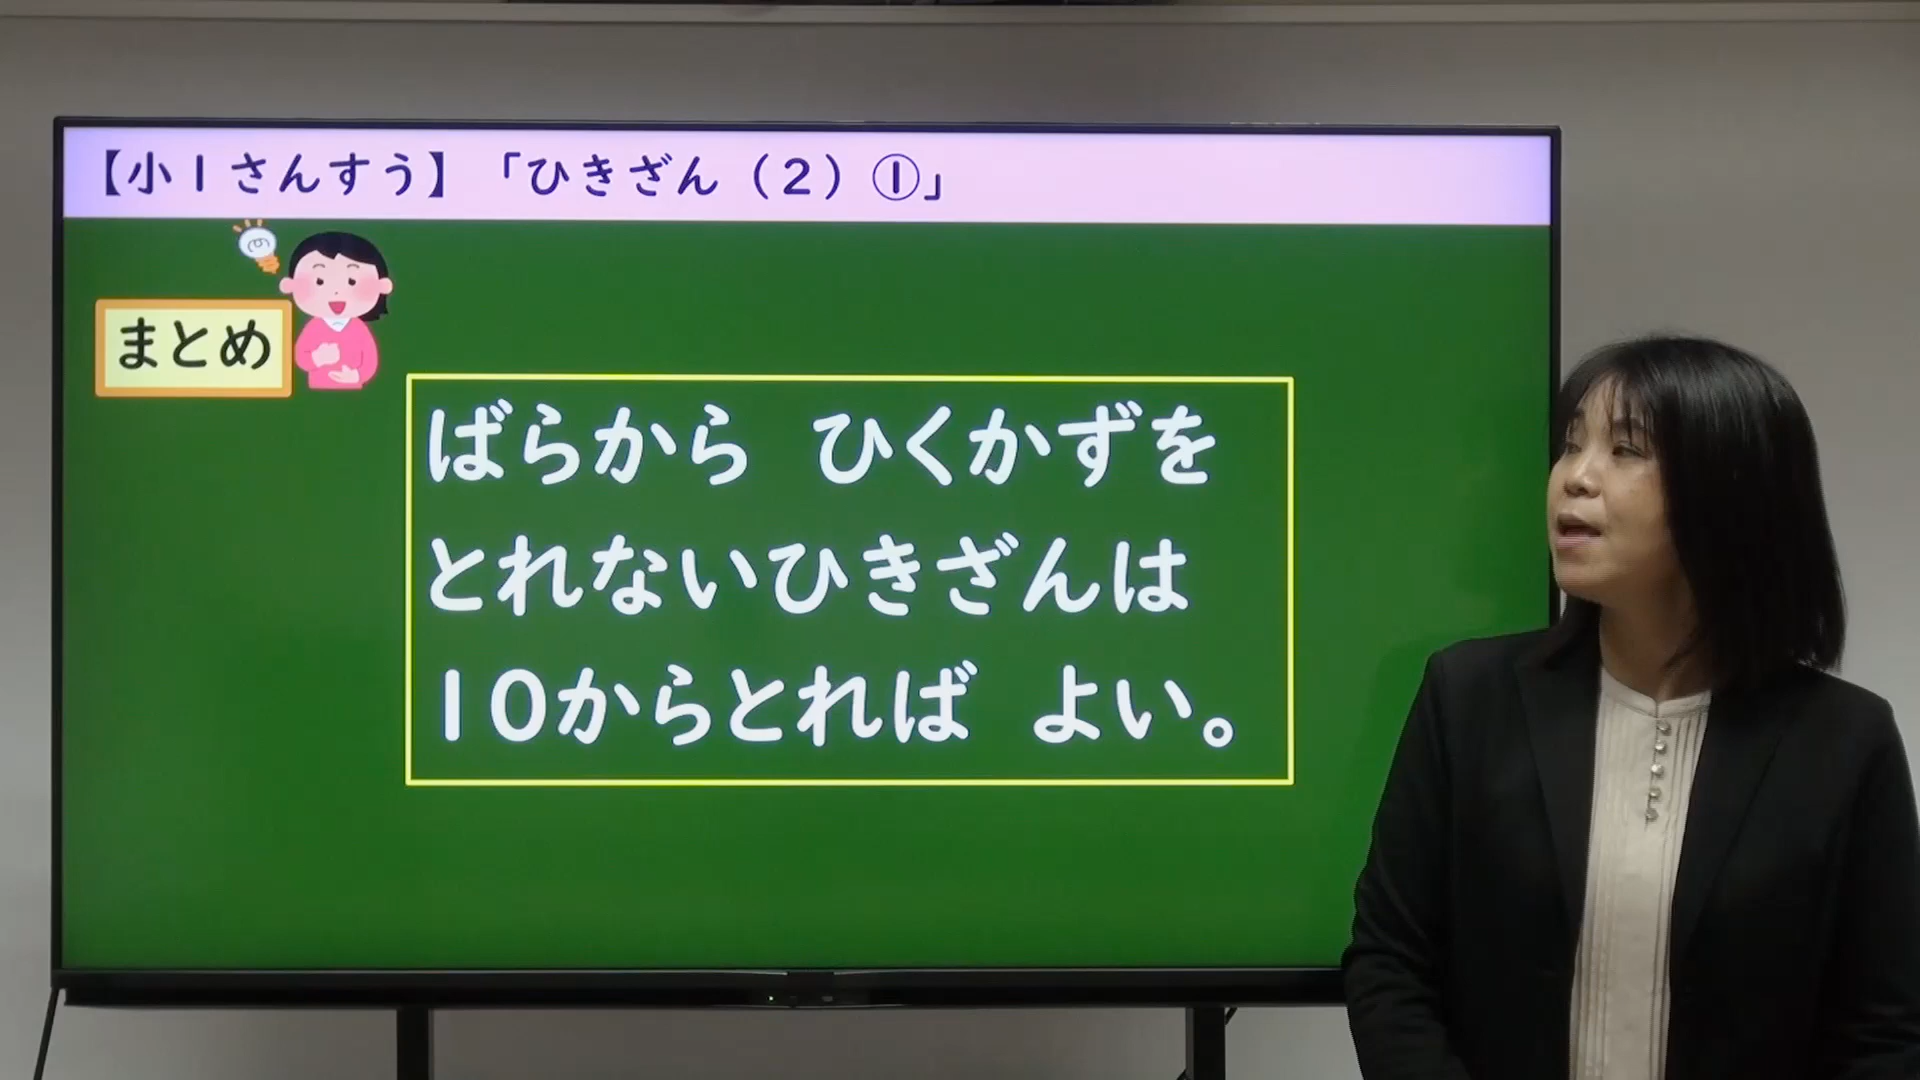 【小1さんすう】「ひきざん(2)①」
まとめ
ばらから ひくかずを
とれないひきざんは
10からとれば よい。